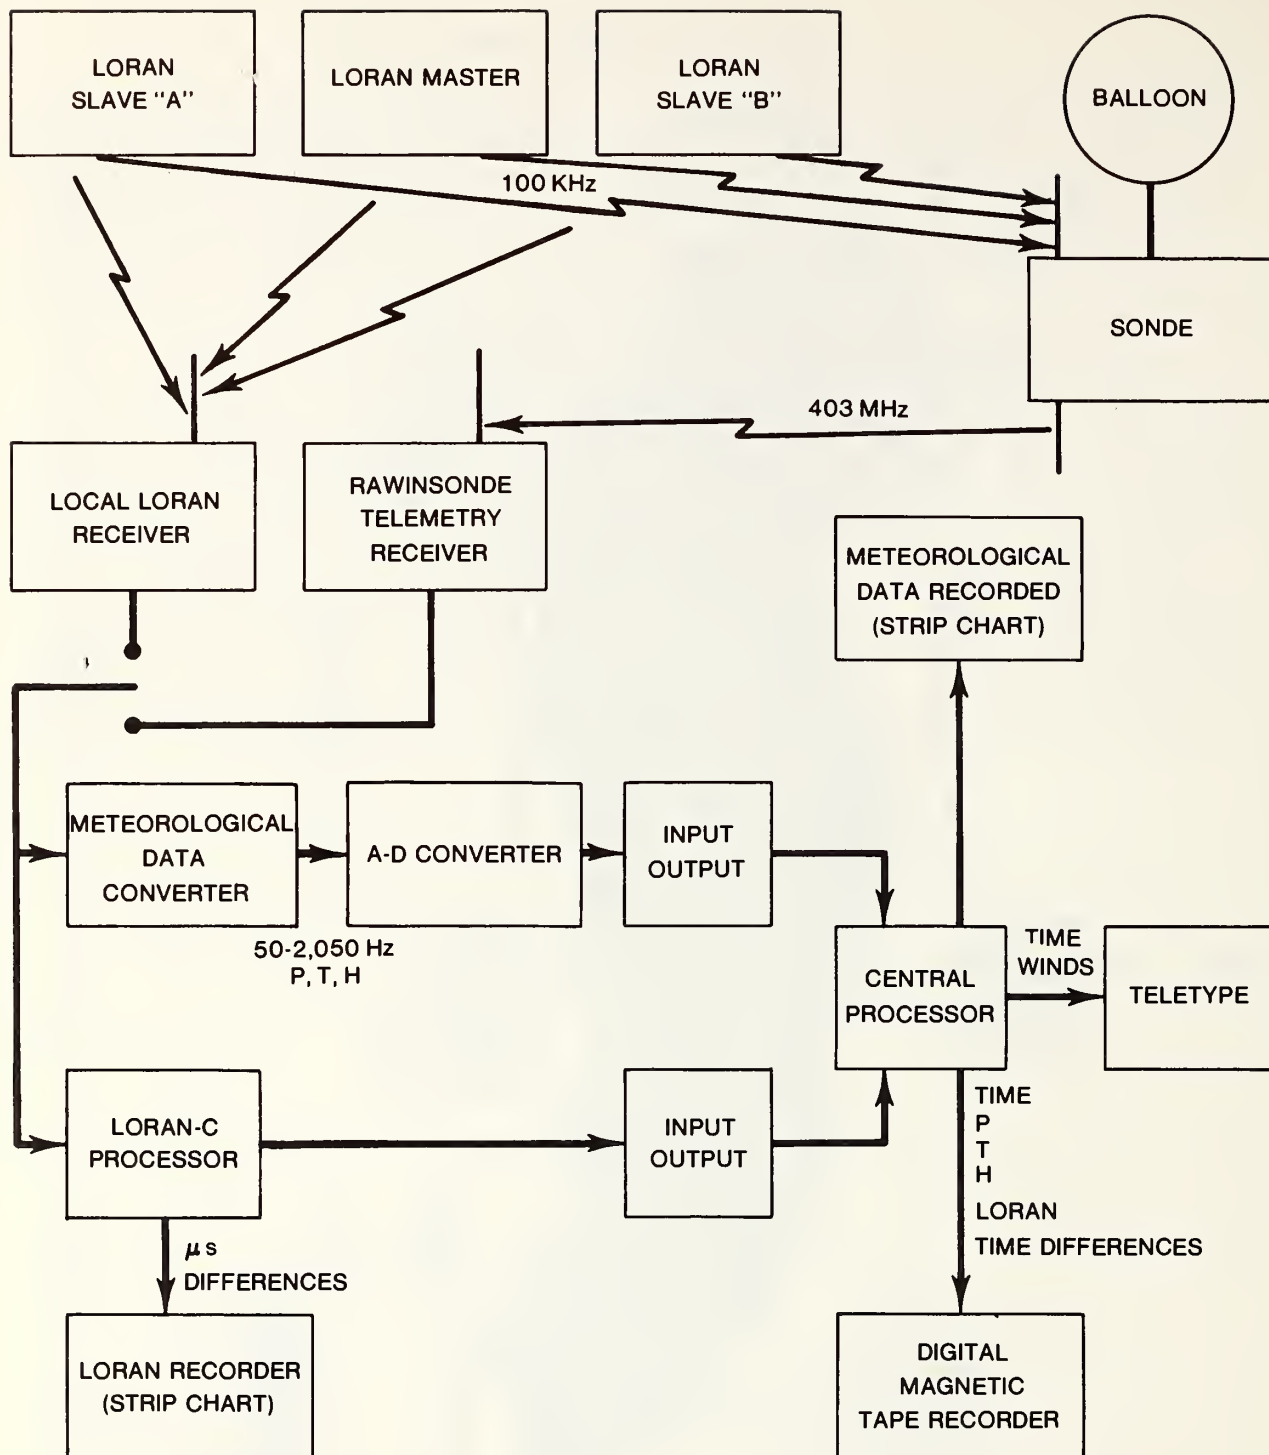 LORAN
SLAVE "A"
LORAN MASTER
LORAN
SLAVE "B"
BALLOON
100 KHz
SONDE
403 MHz
LOCAL LORAN
RECEIVER
RAWINSONDE
TELEMETRY
RECEIVER
METEOROLOGICAL
DATA RECORDED
(STRIP CHART)
METEOROLOGICAL
DATA
CONVERTER
A-D CONVERTER
INPUT
OUTPUT
50-2,050 Hz
P, T, H
CENTRAL
PROCESSOR
TIME
WINDS
TELETYPE
LORAN-C
PROCESSOR
INPUT
OUTPUT
TIME
P
T
H
LORAN
TIME DIFFERENCES
μs
DIFFERENCES
LORAN RECORDER
(STRIP CHART)
DIGITAL
MAGNETIC
TAPE RECORDER